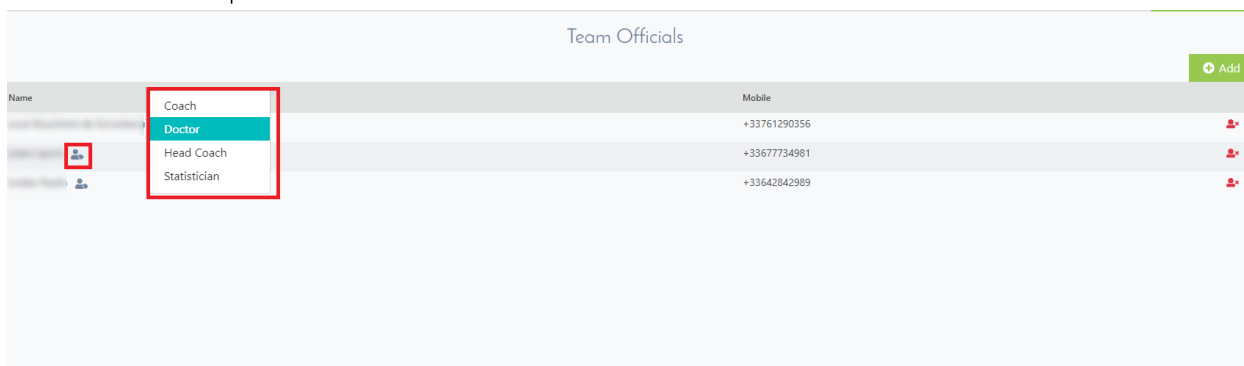 Team Officials
Add
Name
Mobile
Coach
Doctor
Head Coach
Statistician
+33761290356
+33677734981
+33642842989